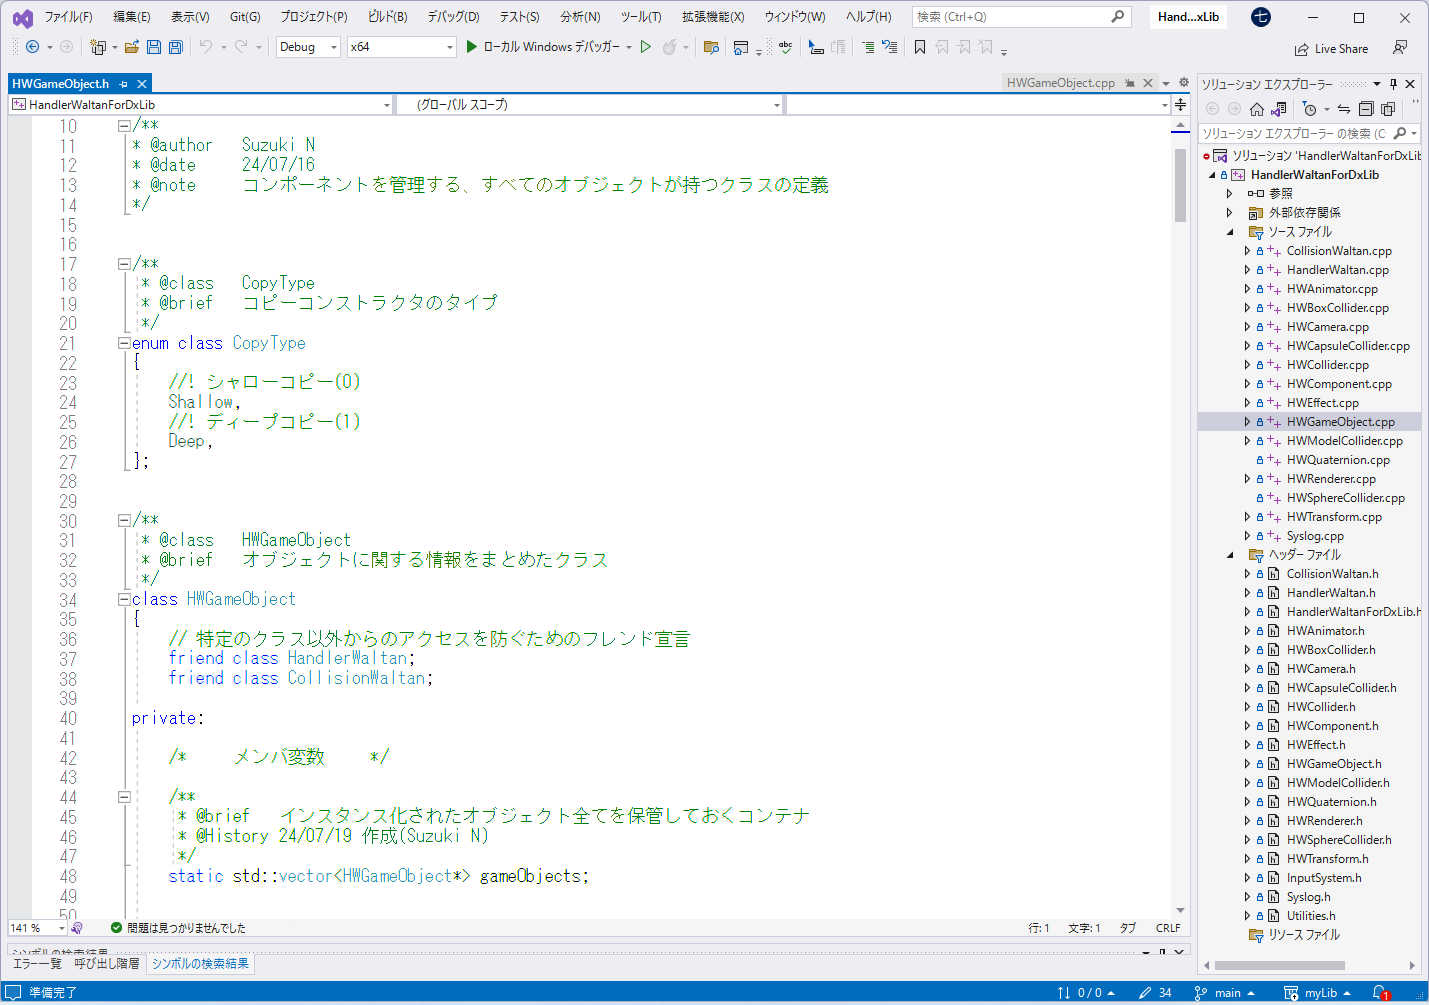 ファイル(F) 編集(E) 表示(V) Git(G) プロジェクト(P) ビルド(B) デバッグ(D) テスト(S) 分析(N) ツール(T) 拡張機能(X) ウィンドウ(W) ヘルプ(H) 検索 (Ctrl+Q) Hand...xLib 七
Debug x64 ローカル Windows デバッガー abc Live Share
HWGameObject.h HWGameObject.cpp
HandlerWaltanForDxLib (グローバル スコープ)
10 /**
11 * @author Suzuki N
12 * @date 24/07/16
13 * @note コンポーネントを管理する、すべてのオブジェクトが持つクラスの定義
14 */
15
16
17 /**
18 * @class CopyType
19 * @brief コピーコンストラクタのタイプ
20 */
21 enum class CopyType
22 {
23 //! シャローコピー(0)
24 Shallow,
25 //! ディープコピー(1)
26 Deep,
27 };
28
29
30 /**
31 * @class HWGameObject
32 * @brief オブジェクトに関する情報をまとめたクラス
33 */
34 class HWGameObject
35 {
36 // 特定のクラス以外からのアクセスを防ぐためのフレンド宣言
37 friend class HandlerWaltan;
38 friend class CollisionWaltan;
39
40 private:
41
42 /* メンバ変数 */
43
44 /**
45 * @brief インスタンス化されたオブジェクト全てを保管しておくコンテナ
46 * @History 24/07/19 作成(Suzuki N)
47 */
48 static std::vector<HWGameObject*> gameObjects;
49
50
141 % 問題は見つかりませんでした 行: 1 文字: 1 タブ CRLF
シンボルの検索結果
エラー一覧 呼び出し階層 シンボルの検索結果
ソリューション エクスプローラー
ソリューション エクスプローラー の検索 (C
ソリューション 'HandlerWaltanForDxLib
HandlerWaltanForDxLib
参照
外部依存関係
ソース ファイル
CollisionWaltan.cpp
HandlerWaltan.cpp
HWAnimator.cpp
HWBoxCollider.cpp
HWCamera.cpp
HWCapsuleCollider.cpp
HWCollider.cpp
HWComponent.cpp
HWEffect.cpp
HWGameObject.cpp
HWModelCollider.cpp
HWQuaternion.cpp
HWRenderer.cpp
HWSphereCollider.cpp
HWTransform.cpp
Syslog.cpp
ヘッダー ファイル
CollisionWaltan.h
HandlerWaltan.h
HandlerWaltanForDxLib.h
HWAnimator.h
HWBoxCollider.h
HWCamera.h
HWCapsuleCollider.h
HWCollider.h
HWComponent.h
HWEffect.h
HWGameObject.h
HWModelCollider.h
HWQuaternion.h
HWRenderer.h
HWSphereCollider.h
HWTransform.h
InputSystem.h
Syslog.h
Utilities.h
リソース ファイル
準備完了 0 / 0 34 main myLib 1